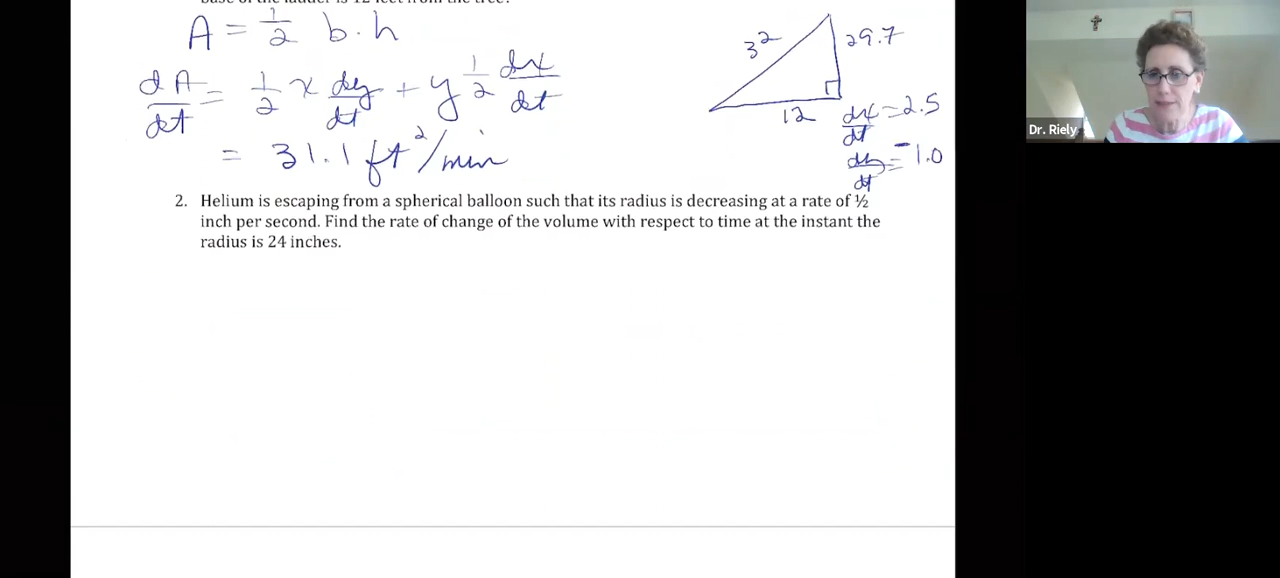 A = 1/2 b·h
32
29.7
12
dA/dt = 1/2 x dy/dt + y 1/2 dx/dt
dx/dt = 2.5
= 31.1 ft²/min
dy/dt = -1.0
Dr. Riely
2. Helium is escaping from a spherical balloon such that its radius is decreasing at a rate of ½
inch per second. Find the rate of change of the volume with respect to time at the instant the
radius is 24 inches.